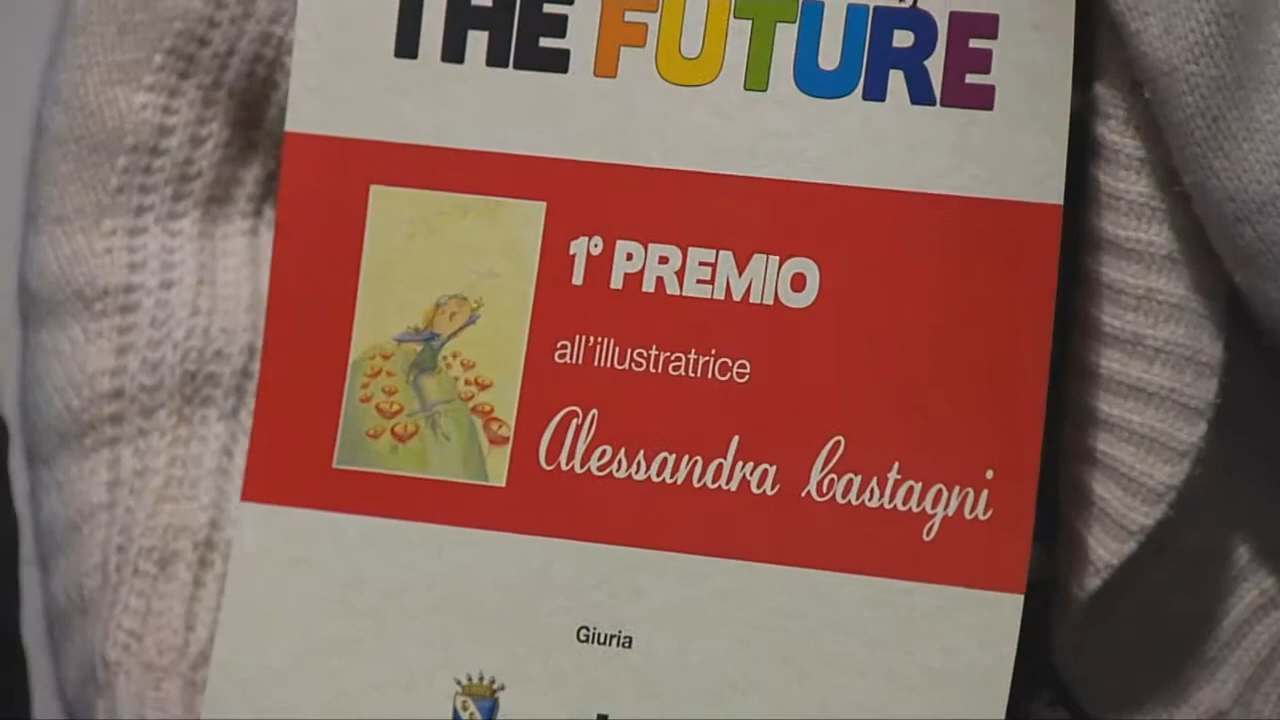 THE FUTURE
1° PREMIO
all'illustratrice
Alessandra Castagni
Giuria